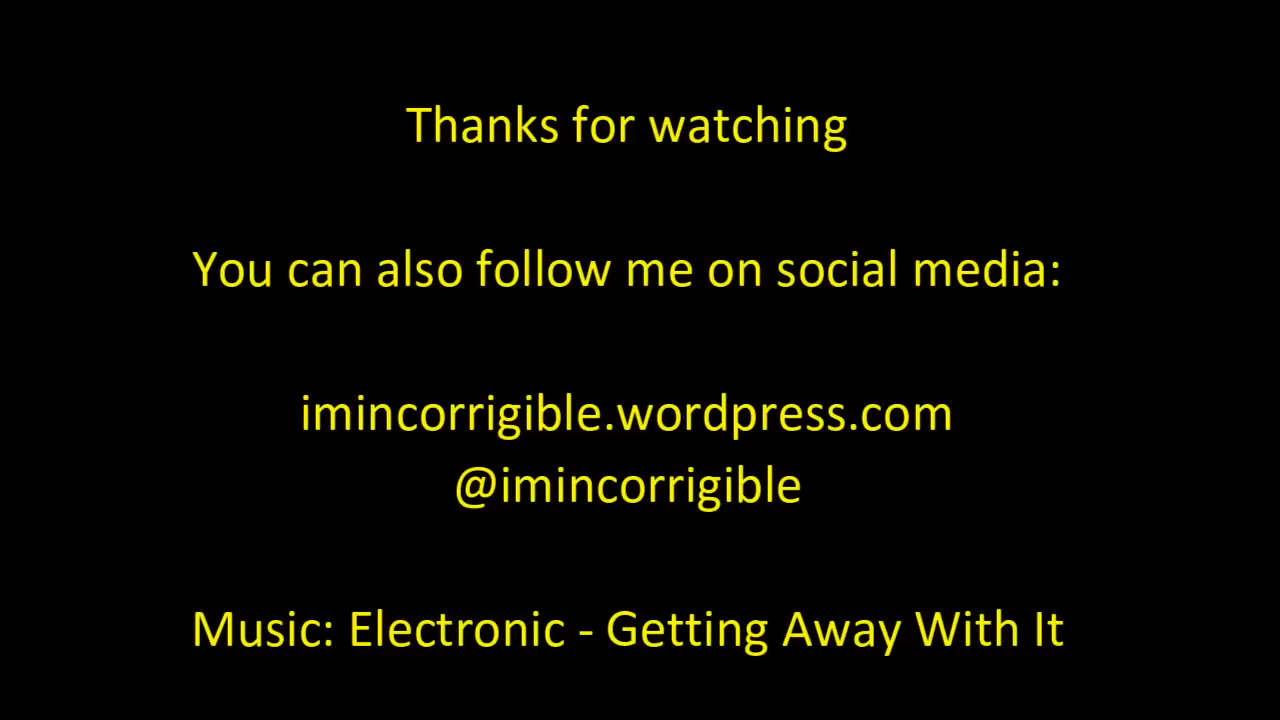 Thanks for watching
You can also follow me on social media:
imincorrigible.wordpress.com
@imincorrigible
Music: Electronic - Getting Away With It